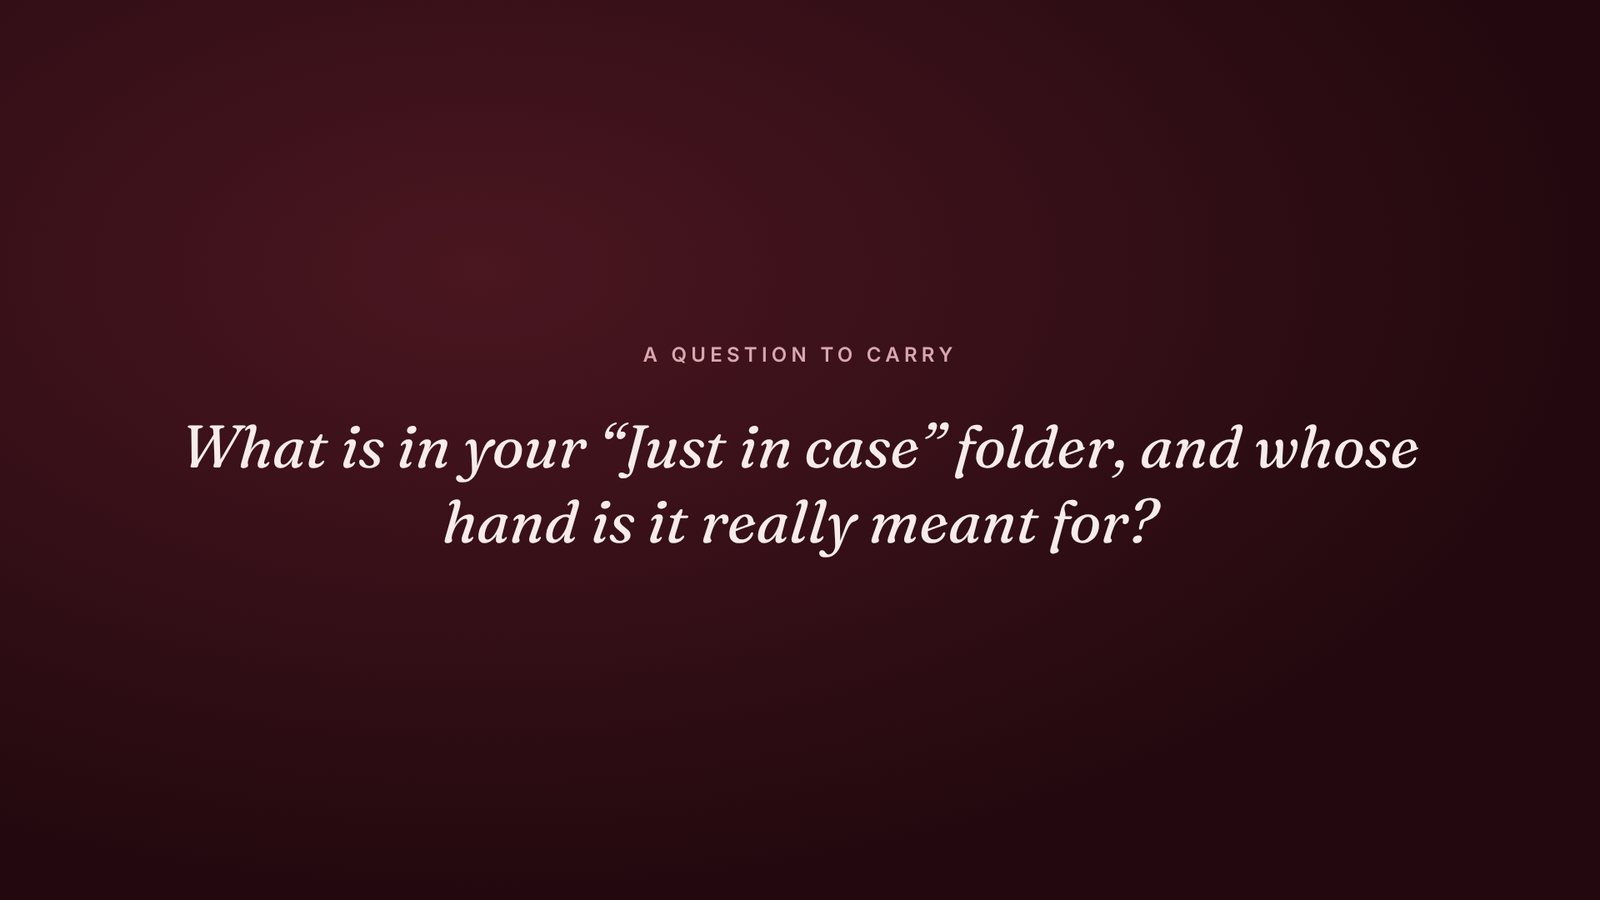 A QUESTION TO CARRY
What is in your “Just in case” folder, and whose
hand is it really meant for?